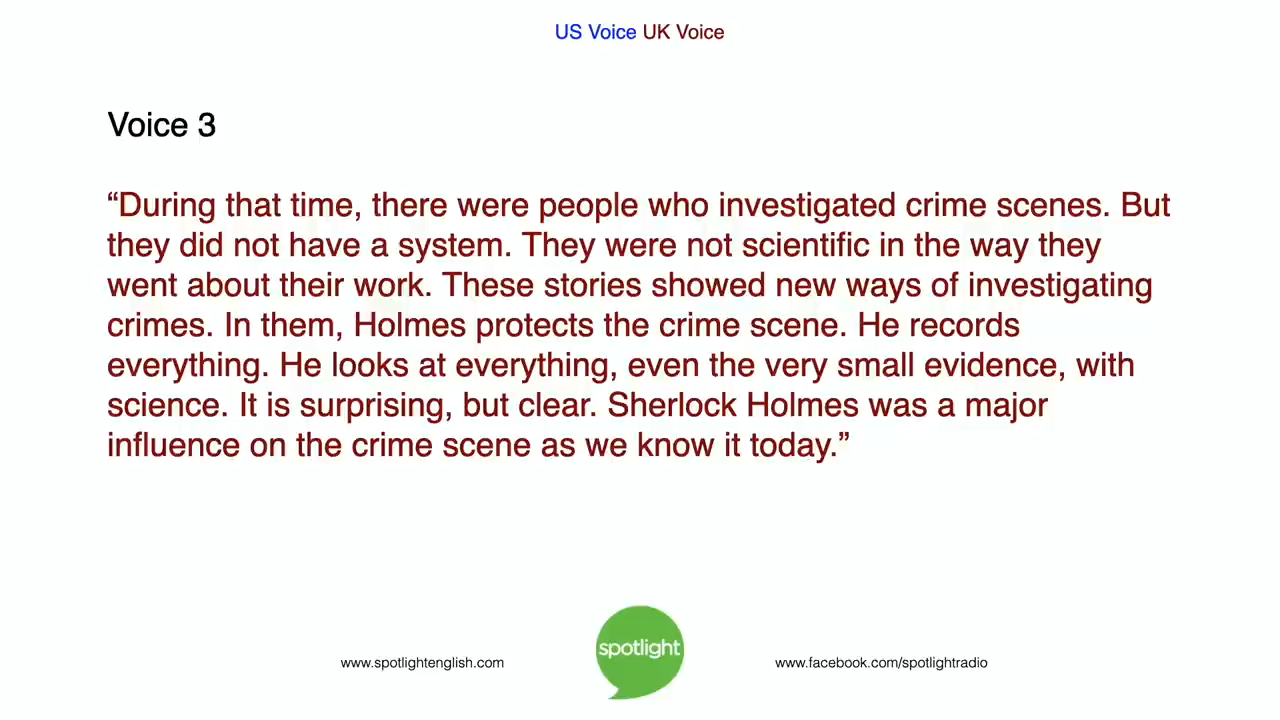 US Voice UK Voice
Voice 3
“During that time, there were people who investigated crime scenes. But
they did not have a system. They were not scientific in the way they
went about their work. These stories showed new ways of investigating
crimes. In them, Holmes protects the crime scene. He records
everything. He looks at everything, even the very small evidence, with
science. It is surprising, but clear. Sherlock Holmes was a major
influence on the crime scene as we know it today.”
spotlight
www.spotlightenglish.com
www.facebook.com/spotlightradio